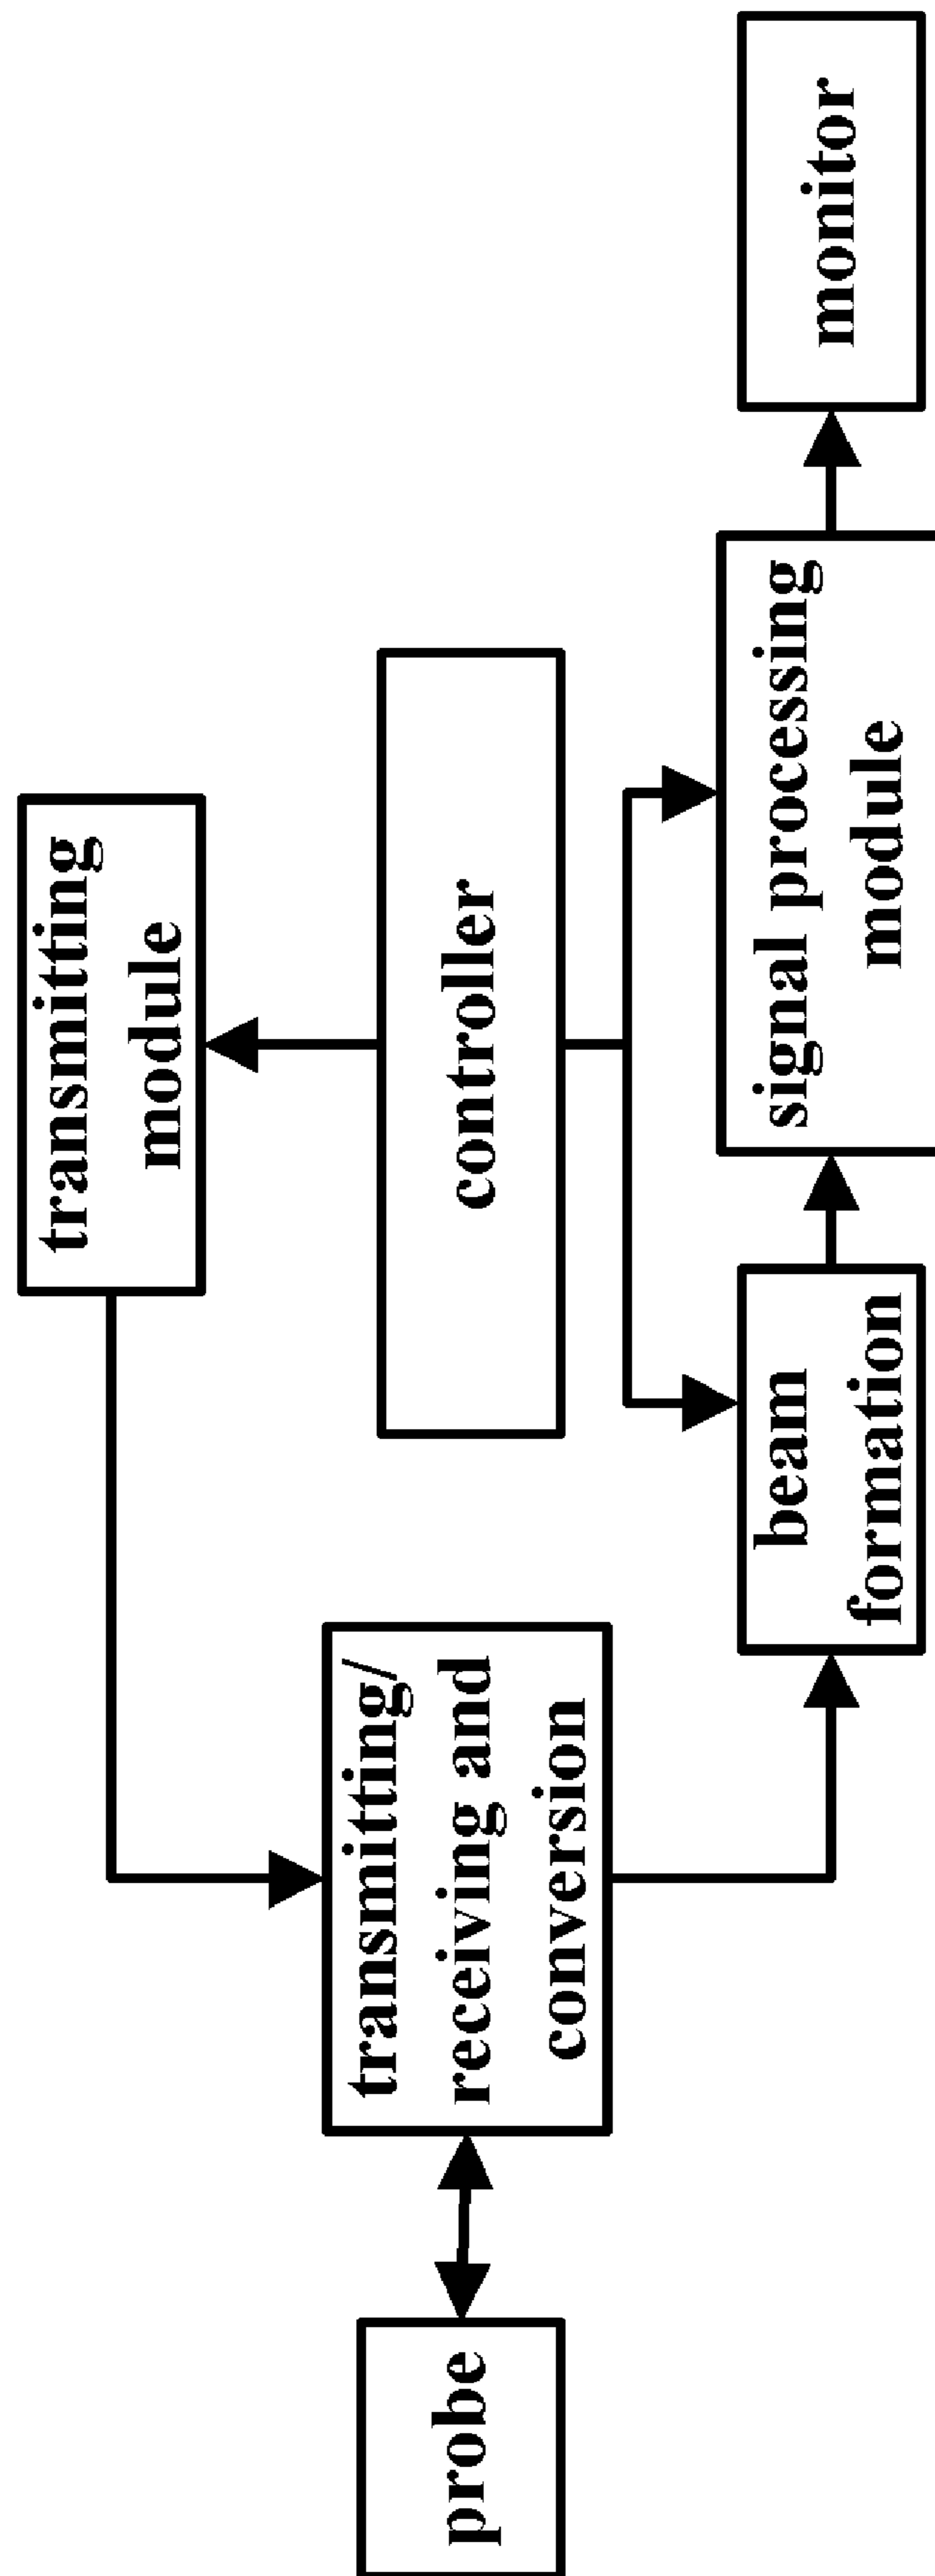 transmitting
module
probe
transmitting/
receiving and
conversion
controller
beam
formation
signal processing
module
monitor